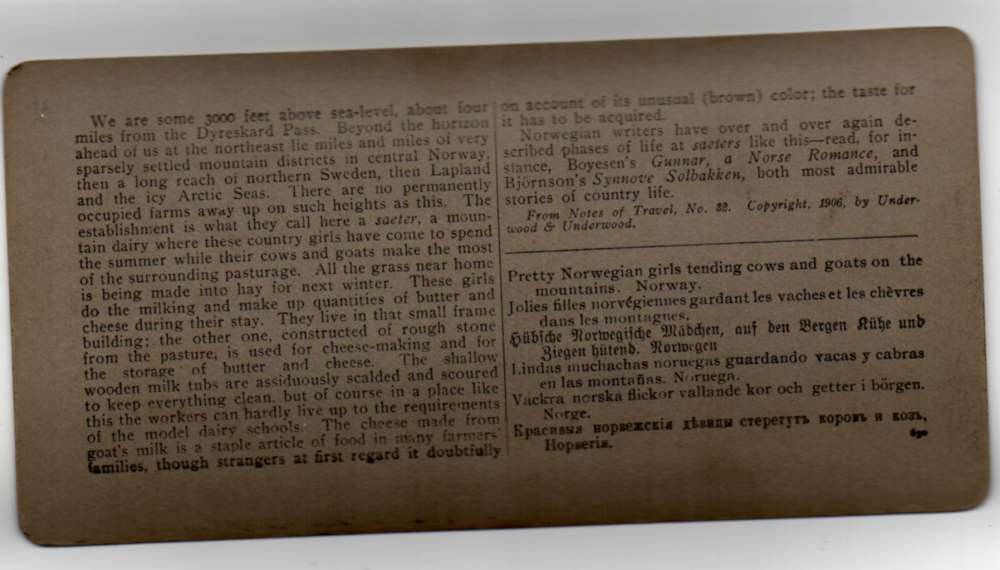 We are some 3000 feet above sea-level, about four
miles from the Dyreskard Pass. Beyond the horizon
ahead of us at the northeast lie miles and miles of very
sparsely settled mountain districts in central Norway,
then a long reach of northern Sweden, then Lapland
and the icy Arctic Seas. There are no permanently
occupied farms away up on such heights as this. The
establishment is what they call here a saeter, a moun-
tain dairy where these country girls have come to spend
the summer while their cows and goats make the most
of the surrounding pasturage. All the grass near home
is being made into hay for next winter. These girls
do the milking and make up quantities of butter and
cheese during their stay. They live in that small frame
building; the other one, constructed of rough stone
from the pasture, is used for cheese-making and for
the storage of butter and cheese. The shallow
wooden milk tubs are assiduously scalded and scoured
to keep everything clean, but of course in a place like
this the workers can hardly live up to the requirements
of the model dairy schools. The cheese made from
goat's milk is a staple article of food in many farmers'
families, though strangers at first regard it doubtfully
on account of its unusual (brown) color; the taste for
it has to be acquired.
Norwegian writers have over and over again de-
scribed phases of life at saeters like this—read, for in-
stance, Boyesen's Gunnar, a Norse Romance, and
Björnson's Synnove Solbakken, both most admirable
stories of country life.
From Notes of Travel, No. 32. Copyright, 1906, by Under-
wood & Underwood.
Pretty Norwegian girls tending cows and goats on the
mountains. Norway.
Jolies filles norvégiennes gardant les vaches et les chèvres
dans les montagnes.
Hübsche Norwegische Mädchen, auf den Bergen Kühe und
Ziegen hütend. Norwegen
Lindas muchachas noruegas guardando vacas y cabras
en las montañas. Noruega.
Vackra norska flickor vallande kor och getter i börgen.
Norge.
Красивыя норвежскія дѣвицы стерегутъ коровъ и козъ,
Норвегія.